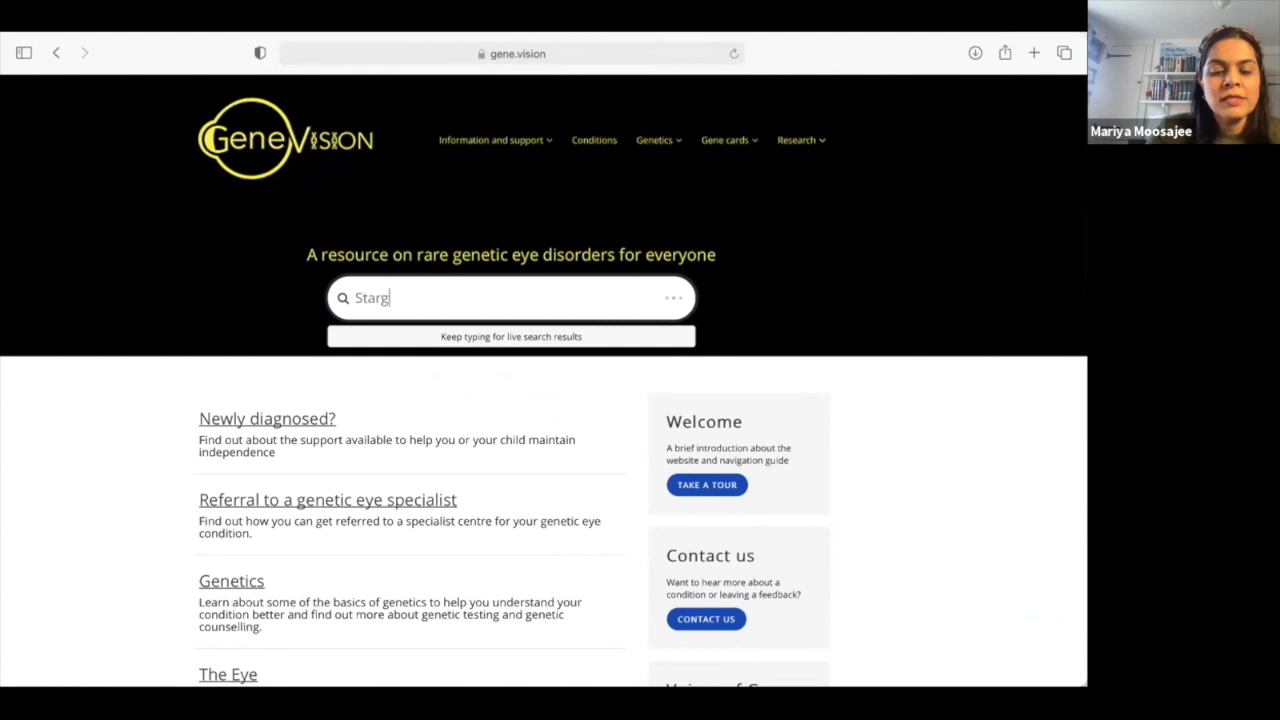 gene.vision
Mariya Moosajee
GeneVision
Information and support
Conditions
Genetics
Gene cards
Research
A resource on rare genetic eye disorders for everyone
Starg
Keep typing for live search results
Newly diagnosed?
Find out about the support available to help you or your child maintain
independence
Referral to a genetic eye specialist
Find out how you can get referred to a specialist centre for your genetic eye
condition.
Genetics
Learn about some of the basics of genetics to help you understand your
condition better and find out more about genetic testing and genetic
counselling.
The Eye
Welcome
A brief introduction about the
website and navigation guide
TAKE A TOUR
Contact us
Want to hear more about a
condition or leaving a feedback?
CONTACT US